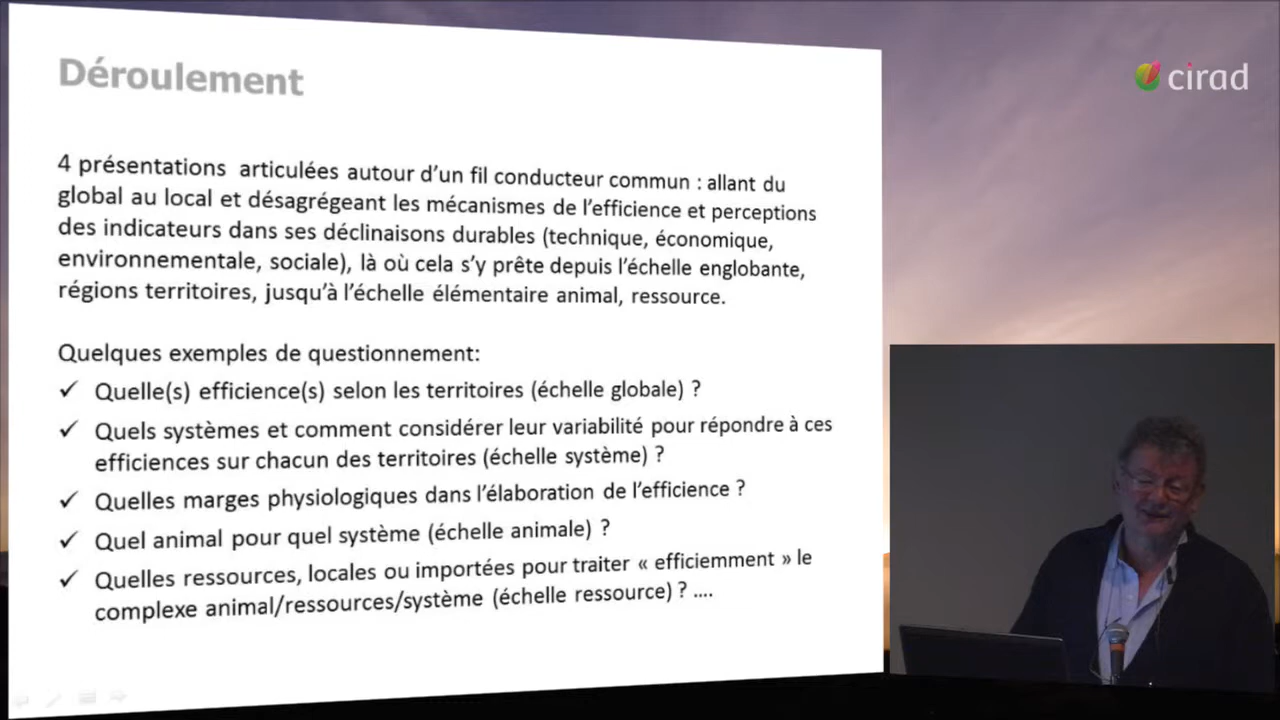 Déroulement
cirad
4 présentations articulées autour d'un fil conducteur commun : allant du
global au local et désagrégeant les mécanismes de l'efficience et perceptions
des indicateurs dans ses déclinaisons durables (technique, économique,
environnementale, sociale), là où cela s'y prête depuis l'échelle englobante,
régions territoires, jusqu'à l'échelle élémentaire animal, ressource.
Quelques exemples de questionnement:
✓ Quelle(s) efficience(s) selon les territoires (échelle globale) ?
✓ Quels systèmes et comment considérer leur variabilité pour répondre à ces
efficiences sur chacun des territoires (échelle système) ?
✓ Quelles marges physiologiques dans l'élaboration de l'efficience ?
✓ Quel animal pour quel système (échelle animale) ?
✓ Quelles ressources, locales ou importées pour traiter « efficiemment » le
complexe animal/ressources/système (échelle ressource) ? ....